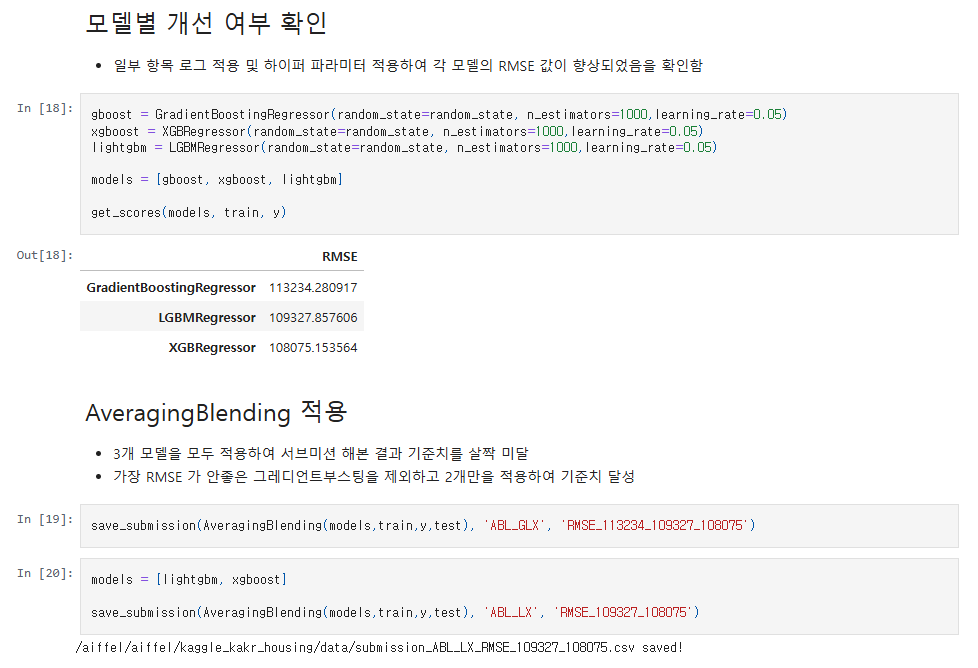 모델별 개선 여부 확인
• 일부 항목 로그 적용 및 하이퍼 파라미터 적용하여 각 모델의 RMSE 값이 향상되었음을 확인함
In [18]:
gboost = GradientBoostingRegressor(random_state=random_state, n_estimators=1000,learning_rate=0.05)
xgboost = XGBRegressor(random_state=random_state, n_estimators=1000,learning_rate=0.05)
lightgbm = LGBMRegressor(random_state=random_state, n_estimators=1000,learning_rate=0.05)
models = [gboost, xgboost, lightgbm]
get_scores(models, train, y)
Out[18]:
RMSE
GradientBoostingRegressor 113234.280917
LGBMRegressor 109327.857606
XGBRegressor 108075.153564
AveragingBlending 적용
• 3개 모델을 모두 적용하여 서브미션 해본 결과 기준치를 살짝 미달
• 가장 RMSE 가 안좋은 그레디언트부스팅을 제외하고 2개만을 적용하여 기준치 달성
In [19]:
save_submission(AveragingBlending(models,train,y,test), 'ABL_GLX', 'RMSE_113234_109327_108075')
In [20]:
models = [lightgbm, xgboost]
save_submission(AveragingBlending(models,train,y,test), 'ABL_LX', 'RMSE_109327_108075')
/aiffel/aiffel/kaggle_kakr_housing/data/submission_ABL_LX_RMSE_109327_108075.csv saved!